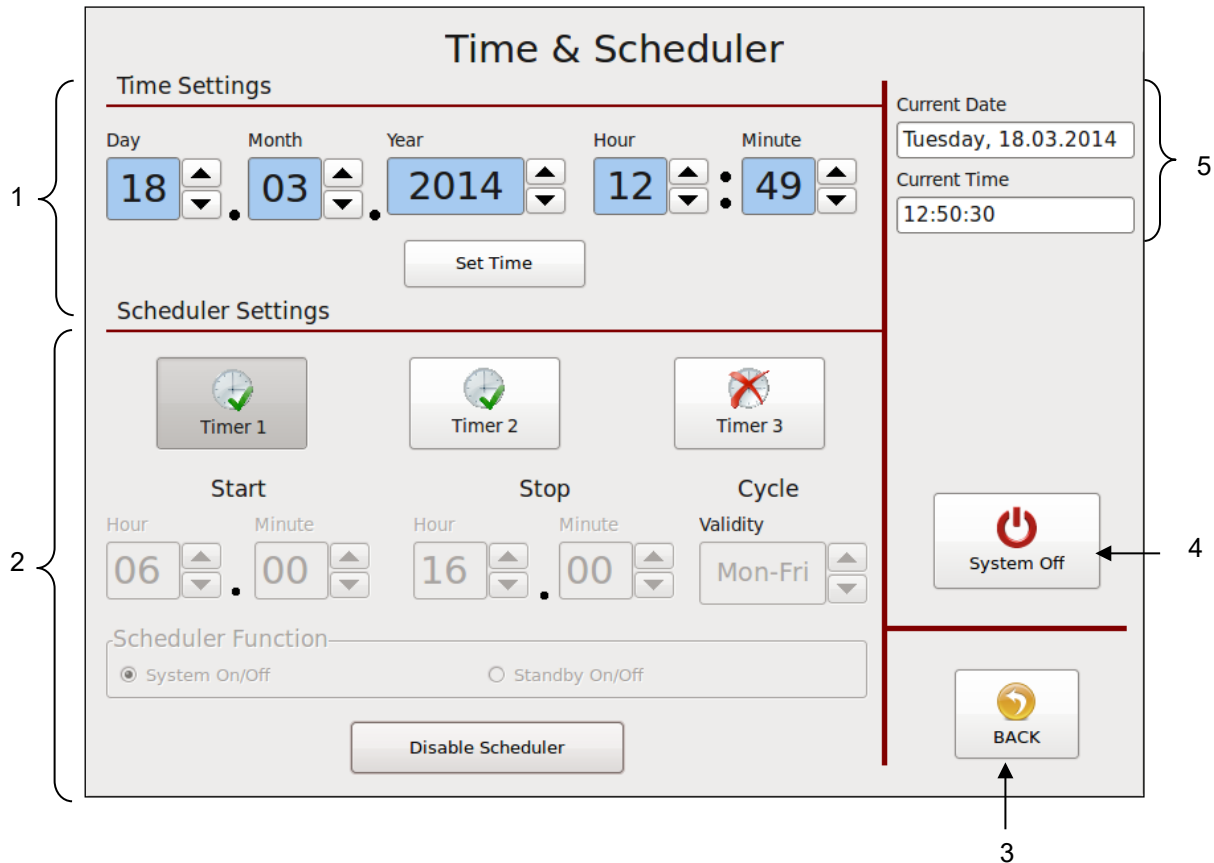 Time & Scheduler
Time Settings
Day Month Year Hour Minute
18 . 03 . 2014 12 : 49
Set Time
Current Date
Tuesday, 18.03.2014
Current Time
12:50:30
1
5
Scheduler Settings
Timer 1 Timer 2 Timer 3
Start Stop Cycle
Hour Minute Hour Minute Validity
06 . 00 16 . 00 Mon-Fri
Scheduler Function
System On/Off Standby On/Off
Disable Scheduler
2
System Off
4
BACK
3